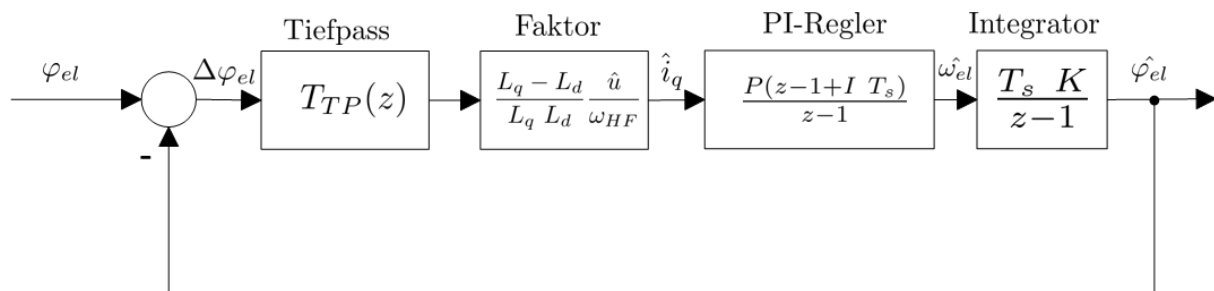 Tiefpass Faktor PI-Regler Integrator
φ_el Δφ_el T_TP(z) (L_q − L_d)/(L_q L_d) û/ω_HF î_q P(z−1+I T_s)/(z−1) ω̂_el (T_s K)/(z−1) φ̂_el
-